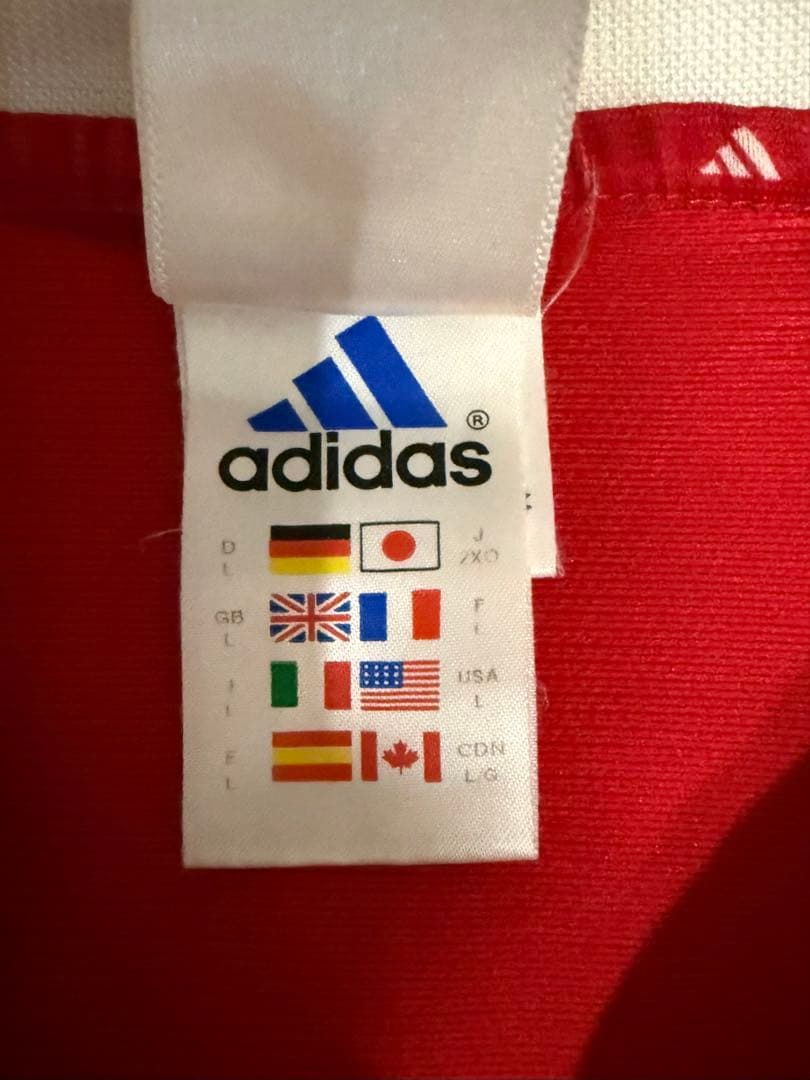 adidas®
D J
L 2XO
GB F
L L
I USA
L L
E CDN
L L/G